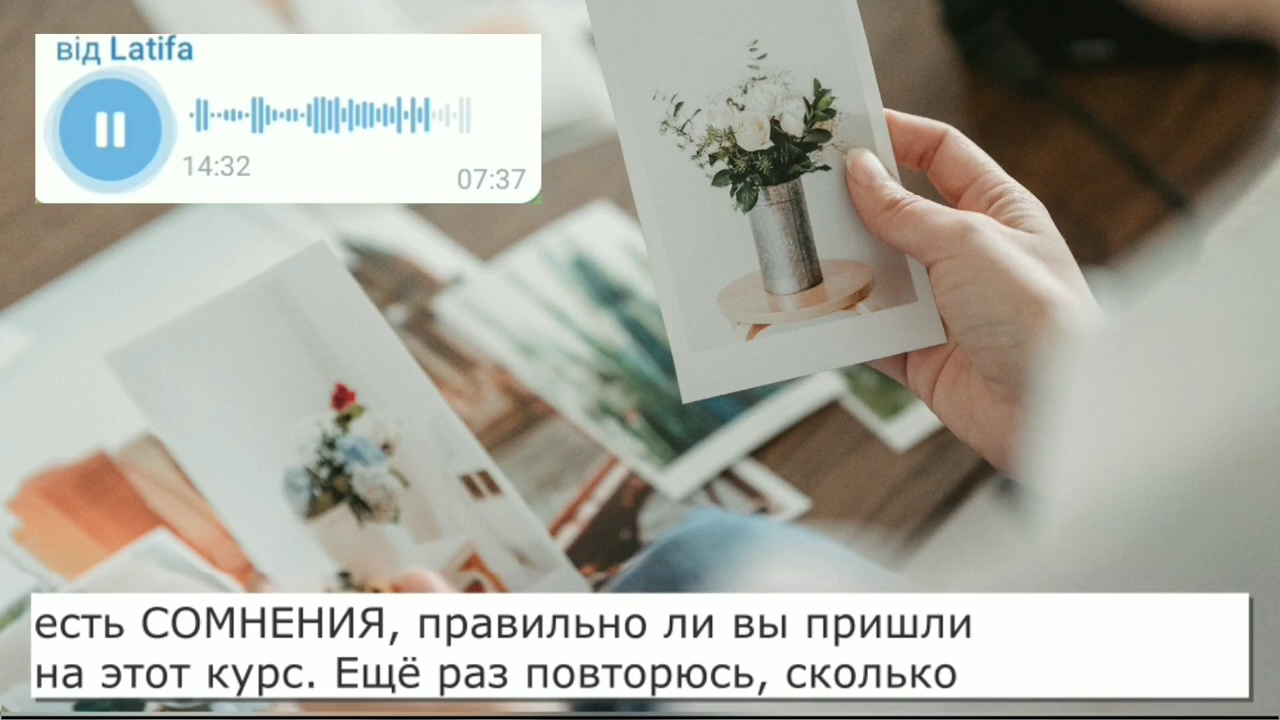 від Latifa
14:32
07:37
есть СОМНЕНИЯ, правильно ли вы пришли
на этот курс. Ещё раз повторюсь, сколько